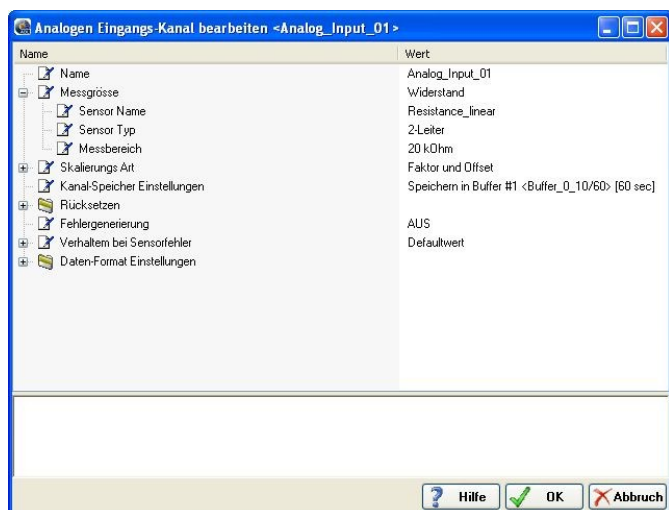 Analogen Eingangs-Kanal bearbeiten <Analog_Input_01>
Name Wert
Name Analog_Input_01
Messgrösse Widerstand
Sensor Name Resistance_linear
Sensor Typ 2-Leiter
Messbereich 20 kOhm
Skalierungs Art Faktor und Offset
Kanal-Speicher Einstellungen Speichern in Buffer #1 <Buffer_0_10/60> [60 sec]
Rücksetzen
Fehlergenerierung AUS
Verhaltem bei Sensorfehler Defaultwert
Daten-Format Einstellungen
Hilfe OK Abbruch